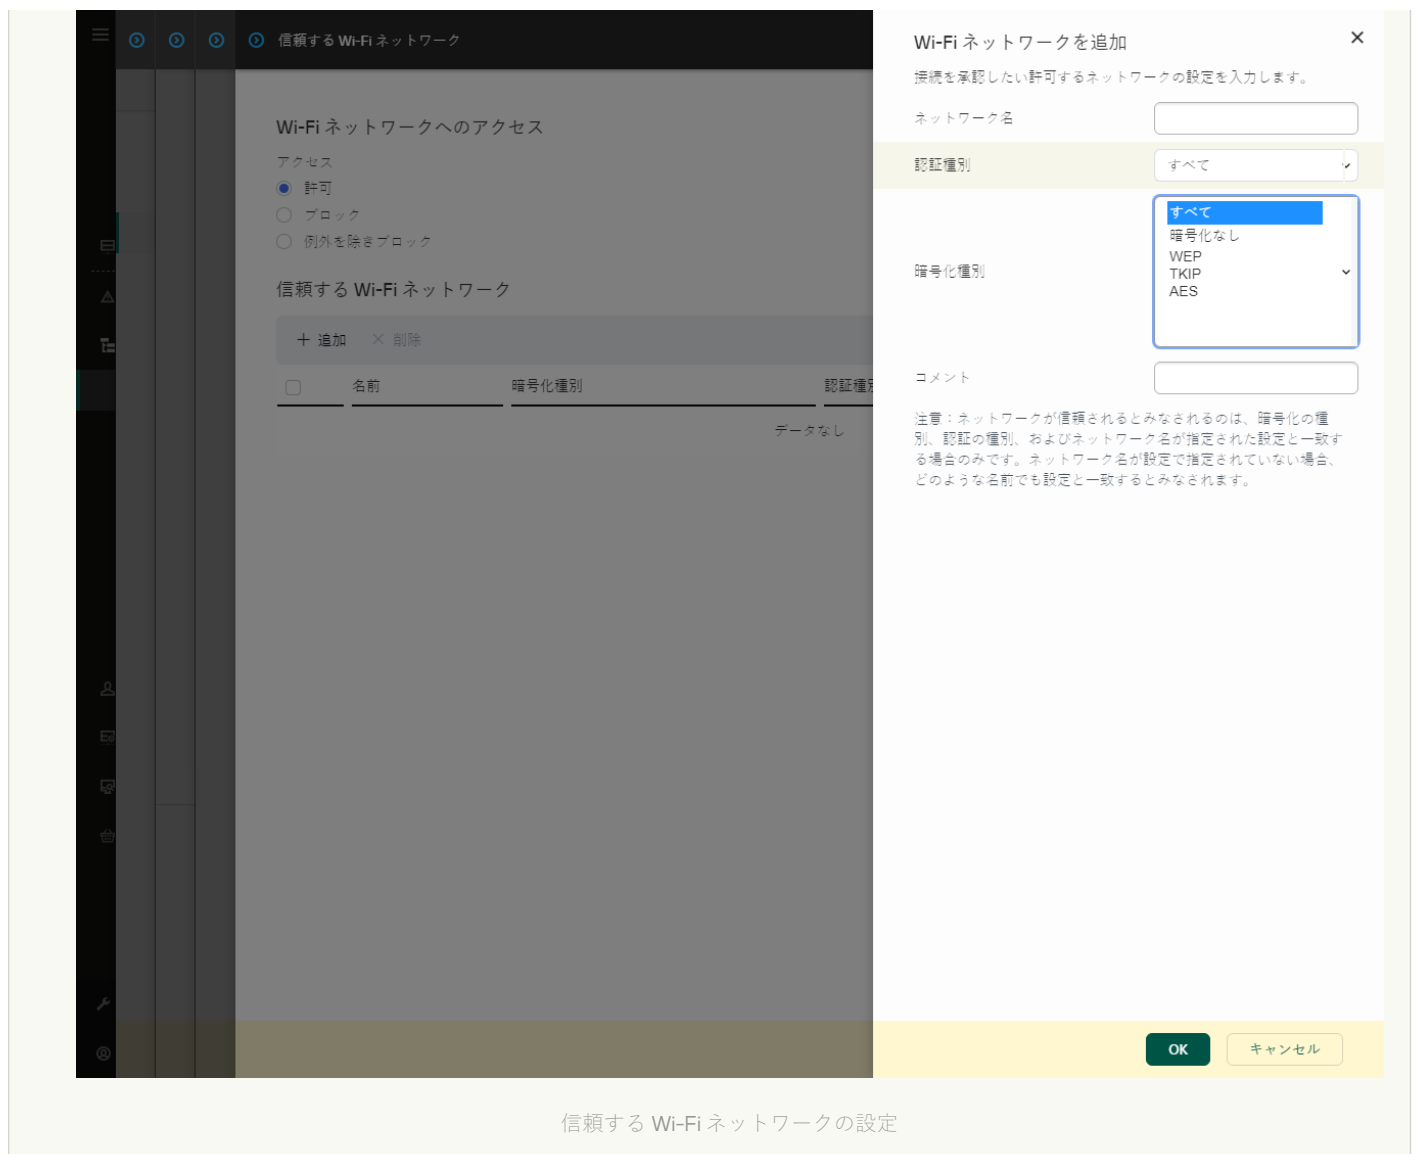 信頼する Wi-Fi ネットワーク
Wi-Fi ネットワークへのアクセス
アクセス
許可
ブロック
例外を除きブロック
信頼する Wi-Fi ネットワーク
追加 削除
名前 暗号化種別 認証種別
データなし
Wi-Fi ネットワークを追加
接続を承認したい許可するネットワークの設定を入力します。
ネットワーク名
認証種別 すべて
暗号化種別
すべて
暗号化なし
WEP
TKIP
AES
コメント
注意：ネットワークが信頼されるとみなされるのは、暗号化の種
別、認証の種別、およびネットワーク名が指定された設定と一致す
る場合のみです。ネットワーク名が設定で指定されていない場合、
どのような名前でも設定と一致するとみなされます。
OK キャンセル
信頼する Wi-Fi ネットワークの設定